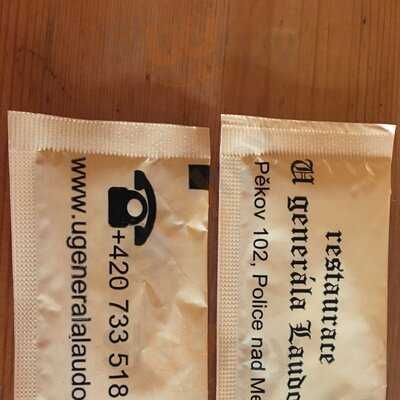 +420 733 518
www.ugeneralalaudo
restaurace
U generála Laudo
Pěkov 102, Police nad Me